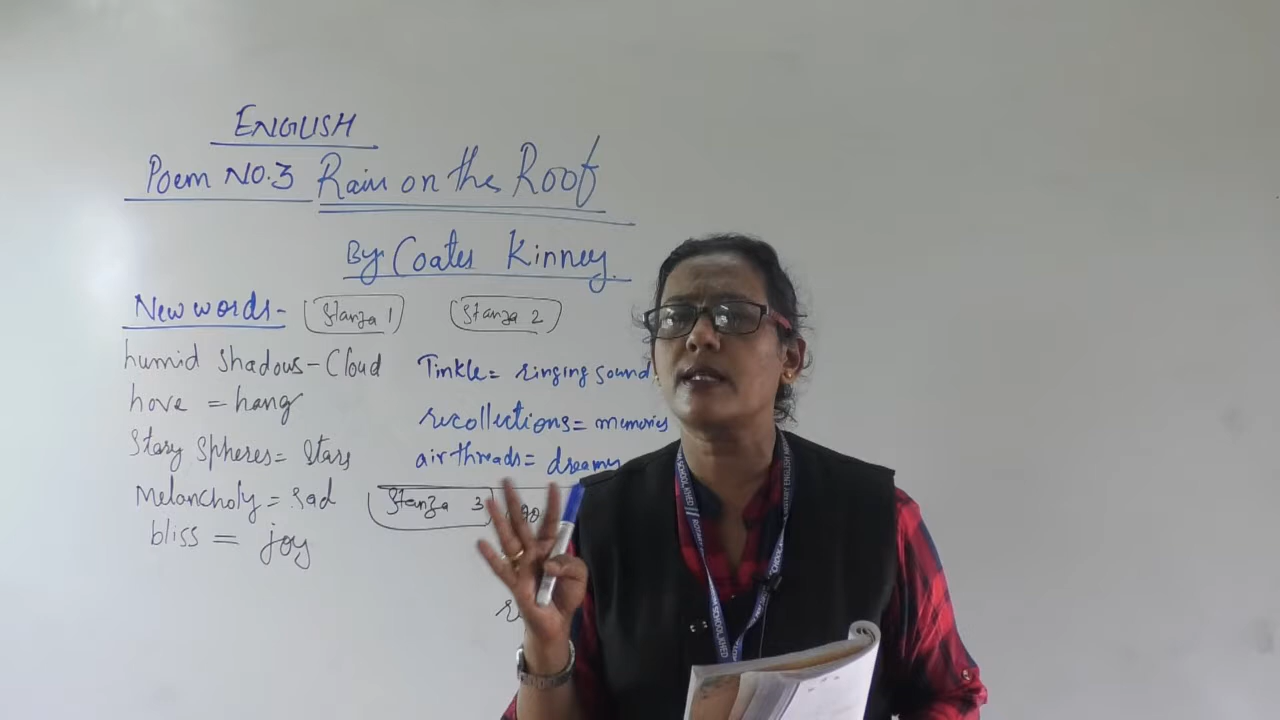 ENGLISH
Poem NO.3 Rain on the Roof
By: Coates Kinney.
New words- Stanza 1 Stanza 2
humid Shadows - Cloud
hove = hang
Stary Spheres = Stars
Melancholy = sad
bliss = joy
Tinkle = ringing sound
recollections = memories
air threads = dreams
Stanza 3